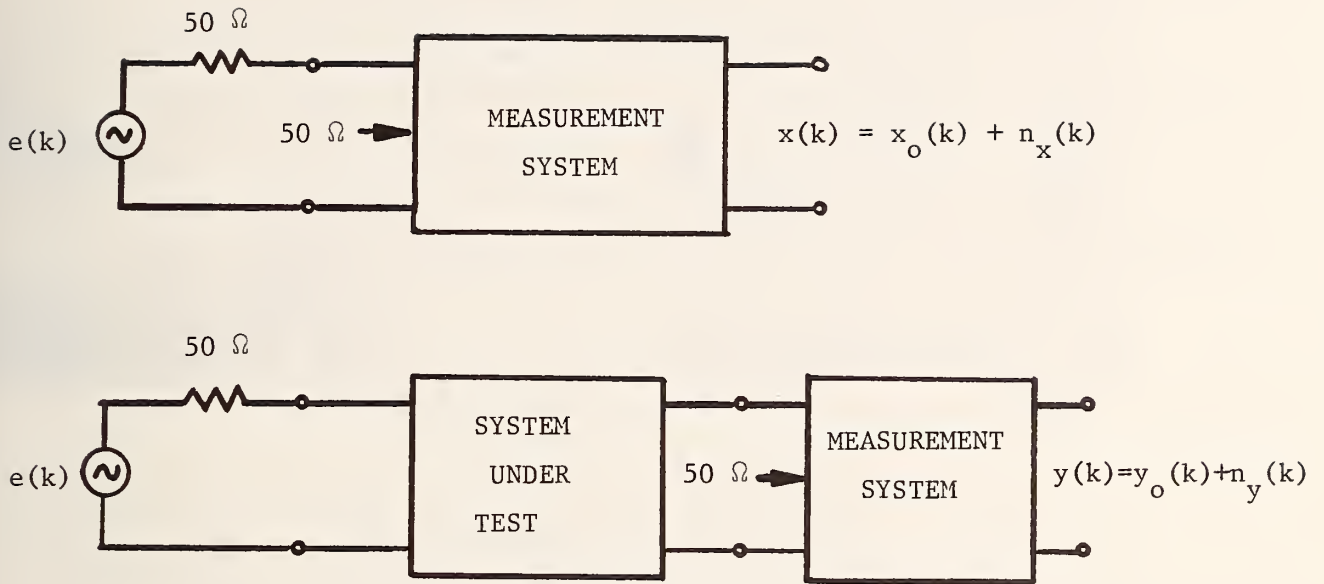 50 Ω
e(k)
50 Ω
MEASUREMENT
SYSTEM
x(k) = x_o(k) + n_x(k)
50 Ω
e(k)
SYSTEM
UNDER
TEST
50 Ω
MEASUREMENT
SYSTEM
y(k)=y_o(k)+n_y(k)